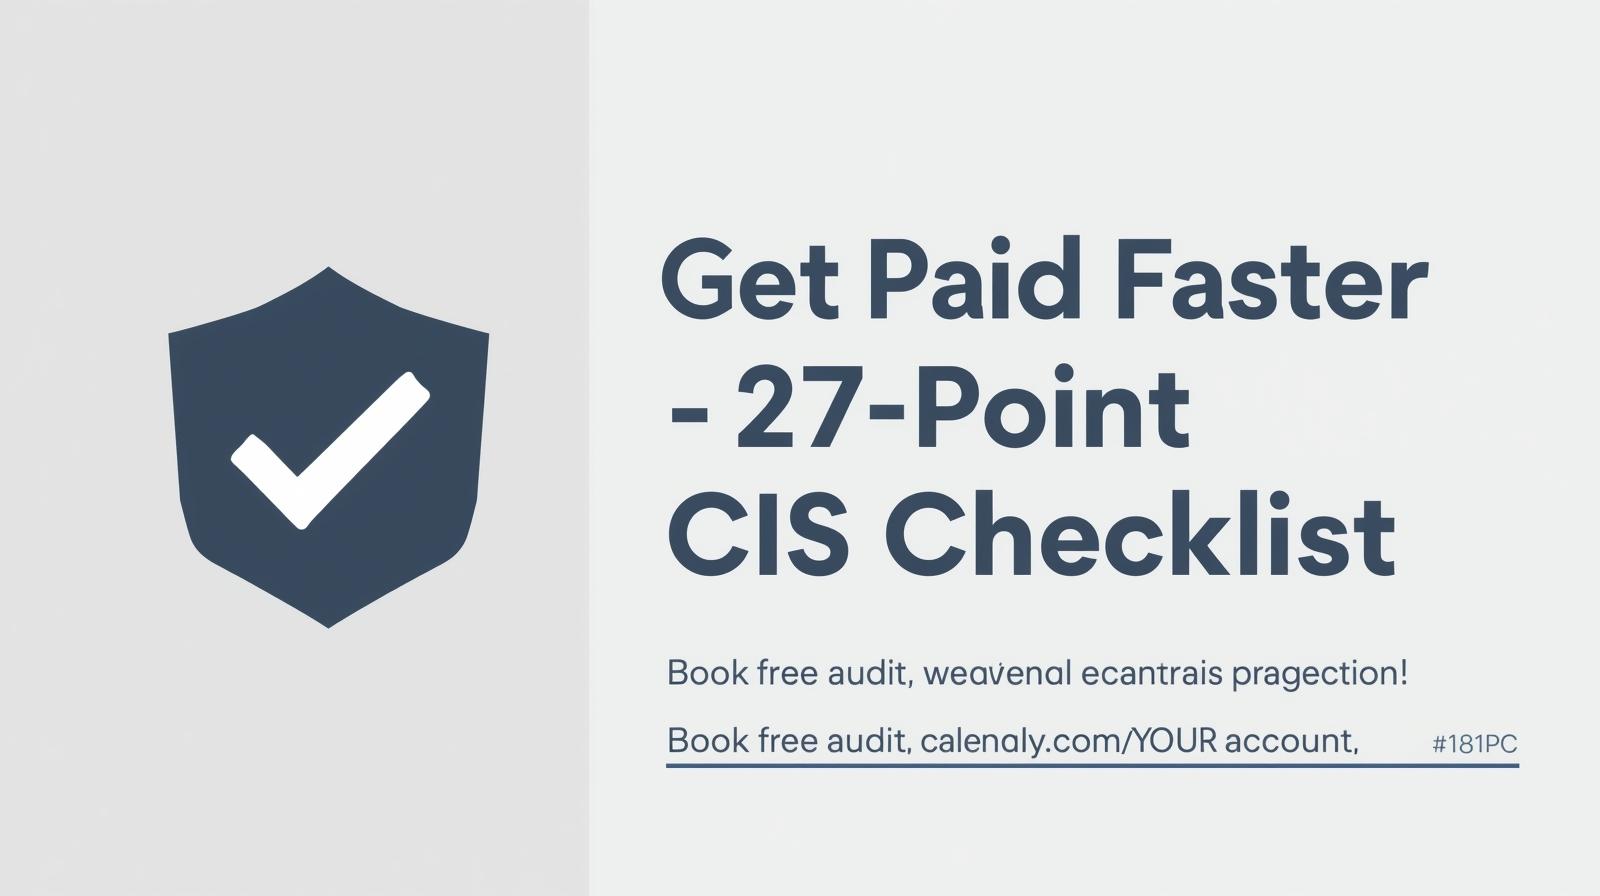 Get Paid Faster
- 27-Point
CIS Checklist
Book free audit, weavenal ecantrais pragection!
Book free audit, calenaly.com/YOUR account,
#181PC